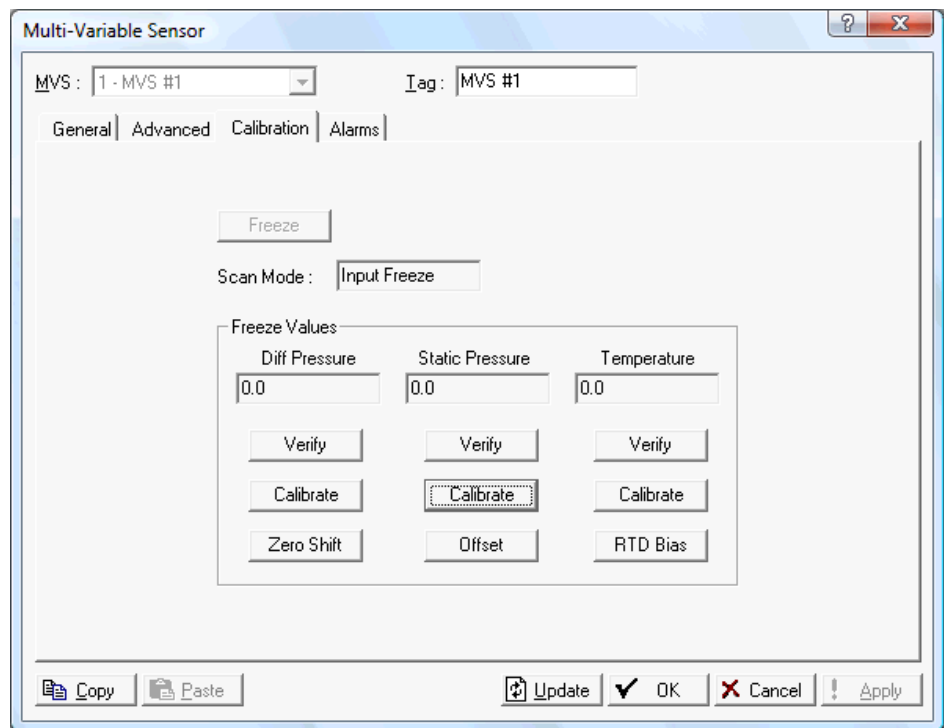 Multi-Variable Sensor
MVS : 1 - MVS #1 Tag : MVS #1
General Advanced Calibration Alarms
Freeze
Scan Mode : Input Freeze
Freeze Values
Diff Pressure Static Pressure Temperature
0.0 0.0 0.0
Verify Verify Verify
Calibrate Calibrate Calibrate
Zero Shift Offset RTD Bias
Copy Paste Update OK Cancel Apply